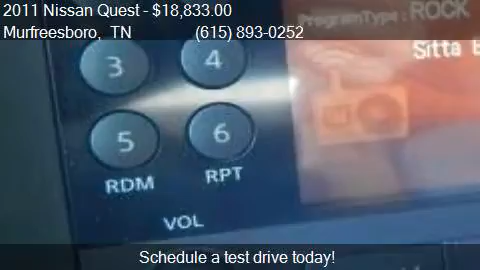 2011 Nissan Quest - $18,833.00
Murfreesboro, TN (615) 893-0252
ProgramType : ROCK
Sitta
3 4
5 6
RDM RPT
VOL
Schedule a test drive today!